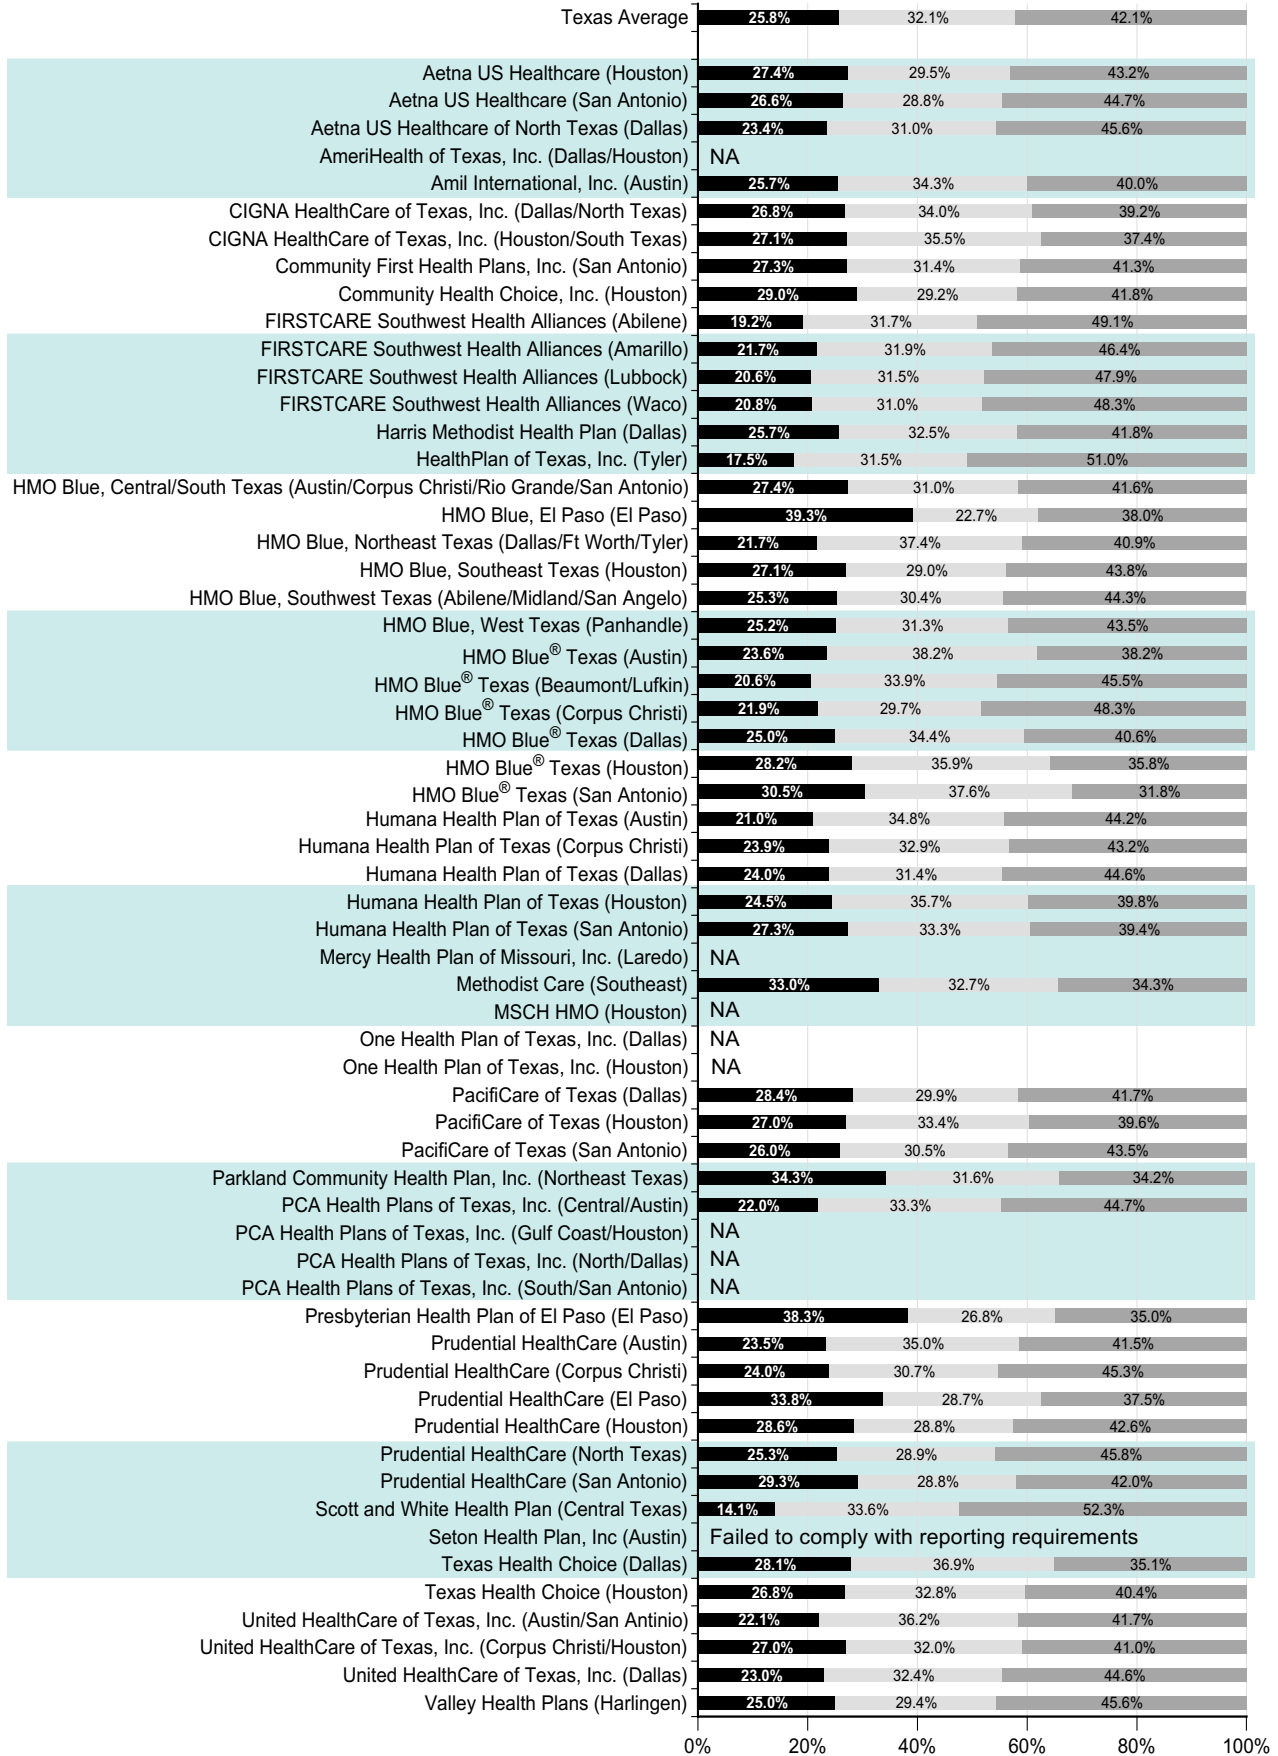 Texas Average 25.8% 32.1% 42.1%
Aetna US Healthcare (Houston) 27.4% 29.5% 43.2%
Aetna US Healthcare (San Antonio) 26.6% 28.8% 44.7%
Aetna US Healthcare of North Texas (Dallas) 23.4% 31.0% 45.6%
AmeriHealth of Texas, Inc. (Dallas/Houston) NA
Amil International, Inc. (Austin) 25.7% 34.3% 40.0%
CIGNA HealthCare of Texas, Inc. (Dallas/North Texas) 26.8% 34.0% 39.2%
CIGNA HealthCare of Texas, Inc. (Houston/South Texas) 27.1% 35.5% 37.4%
Community First Health Plans, Inc. (San Antonio) 27.3% 31.4% 41.3%
Community Health Choice, Inc. (Houston) 29.0% 29.2% 41.8%
FIRSTCARE Southwest Health Alliances (Abilene) 19.2% 31.7% 49.1%
FIRSTCARE Southwest Health Alliances (Amarillo) 21.7% 31.9% 46.4%
FIRSTCARE Southwest Health Alliances (Lubbock) 20.6% 31.5% 47.9%
FIRSTCARE Southwest Health Alliances (Waco) 20.8% 31.0% 48.3%
Harris Methodist Health Plan (Dallas) 25.7% 32.5% 41.8%
HealthPlan of Texas, Inc. (Tyler) 17.5% 31.5% 51.0%
HMO Blue, Central/South Texas (Austin/Corpus Christi/Rio Grande/San Antonio) 27.4% 31.0% 41.6%
HMO Blue, El Paso (El Paso) 39.3% 22.7% 38.0%
HMO Blue, Northeast Texas (Dallas/Ft Worth/Tyler) 21.7% 37.4% 40.9%
HMO Blue, Southeast Texas (Houston) 27.1% 29.0% 43.8%
HMO Blue, Southwest Texas (Abilene/Midland/San Angelo) 25.3% 30.4% 44.3%
HMO Blue, West Texas (Panhandle) 25.2% 31.3% 43.5%
HMO Blue® Texas (Austin) 23.6% 38.2% 38.2%
HMO Blue® Texas (Beaumont/Lufkin) 20.6% 33.9% 45.5%
HMO Blue® Texas (Corpus Christi) 21.9% 29.7% 48.3%
HMO Blue® Texas (Dallas) 25.0% 34.4% 40.6%
HMO Blue® Texas (Houston) 28.2% 35.9% 35.8%
HMO Blue® Texas (San Antonio) 30.5% 37.6% 31.8%
Humana Health Plan of Texas (Austin) 21.0% 34.8% 44.2%
Humana Health Plan of Texas (Corpus Christi) 23.9% 32.9% 43.2%
Humana Health Plan of Texas (Dallas) 24.0% 31.4% 44.6%
Humana Health Plan of Texas (Houston) 24.5% 35.7% 39.8%
Humana Health Plan of Texas (San Antonio) 27.3% 33.3% 39.4%
Mercy Health Plan of Missouri, Inc. (Laredo) NA
Methodist Care (Southeast) 33.0% 32.7% 34.3%
MSCH HMO (Houston) NA
One Health Plan of Texas, Inc. (Dallas) NA
One Health Plan of Texas, Inc. (Houston) NA
PacifiCare of Texas (Dallas) 28.4% 29.9% 41.7%
PacifiCare of Texas (Houston) 27.0% 33.4% 39.6%
PacifiCare of Texas (San Antonio) 26.0% 30.5% 43.5%
Parkland Community Health Plan, Inc. (Northeast Texas) 34.3% 31.6% 34.2%
PCA Health Plans of Texas, Inc. (Central/Austin) 22.0% 33.3% 44.7%
PCA Health Plans of Texas, Inc. (Gulf Coast/Houston) NA
PCA Health Plans of Texas, Inc. (North/Dallas) NA
PCA Health Plans of Texas, Inc. (South/San Antonio) NA
Presbyterian Health Plan of El Paso (El Paso) 38.3% 26.8% 35.0%
Prudential HealthCare (Austin) 23.5% 35.0% 41.5%
Prudential HealthCare (Corpus Christi) 24.0% 30.7% 45.3%
Prudential HealthCare (El Paso) 33.8% 28.7% 37.5%
Prudential HealthCare (Houston) 28.6% 28.8% 42.6%
Prudential HealthCare (North Texas) 25.3% 28.9% 45.8%
Prudential HealthCare (San Antonio) 29.3% 28.8% 42.0%
Scott and White Health Plan (Central Texas) 14.1% 33.6% 52.3%
Seton Health Plan, Inc (Austin) Failed to comply with reporting requirements
Texas Health Choice (Dallas) 28.1% 36.9% 35.1%
Texas Health Choice (Houston) 26.8% 32.8% 40.4%
United HealthCare of Texas, Inc. (Austin/San Antinio) 22.1% 36.2% 41.7%
United HealthCare of Texas, Inc. (Corpus Christi/Houston) 27.0% 32.0% 41.0%
United HealthCare of Texas, Inc. (Dallas) 23.0% 32.4% 44.6%
Valley Health Plans (Harlingen) 25.0% 29.4% 45.6%
0% 20% 40% 60% 80% 100%